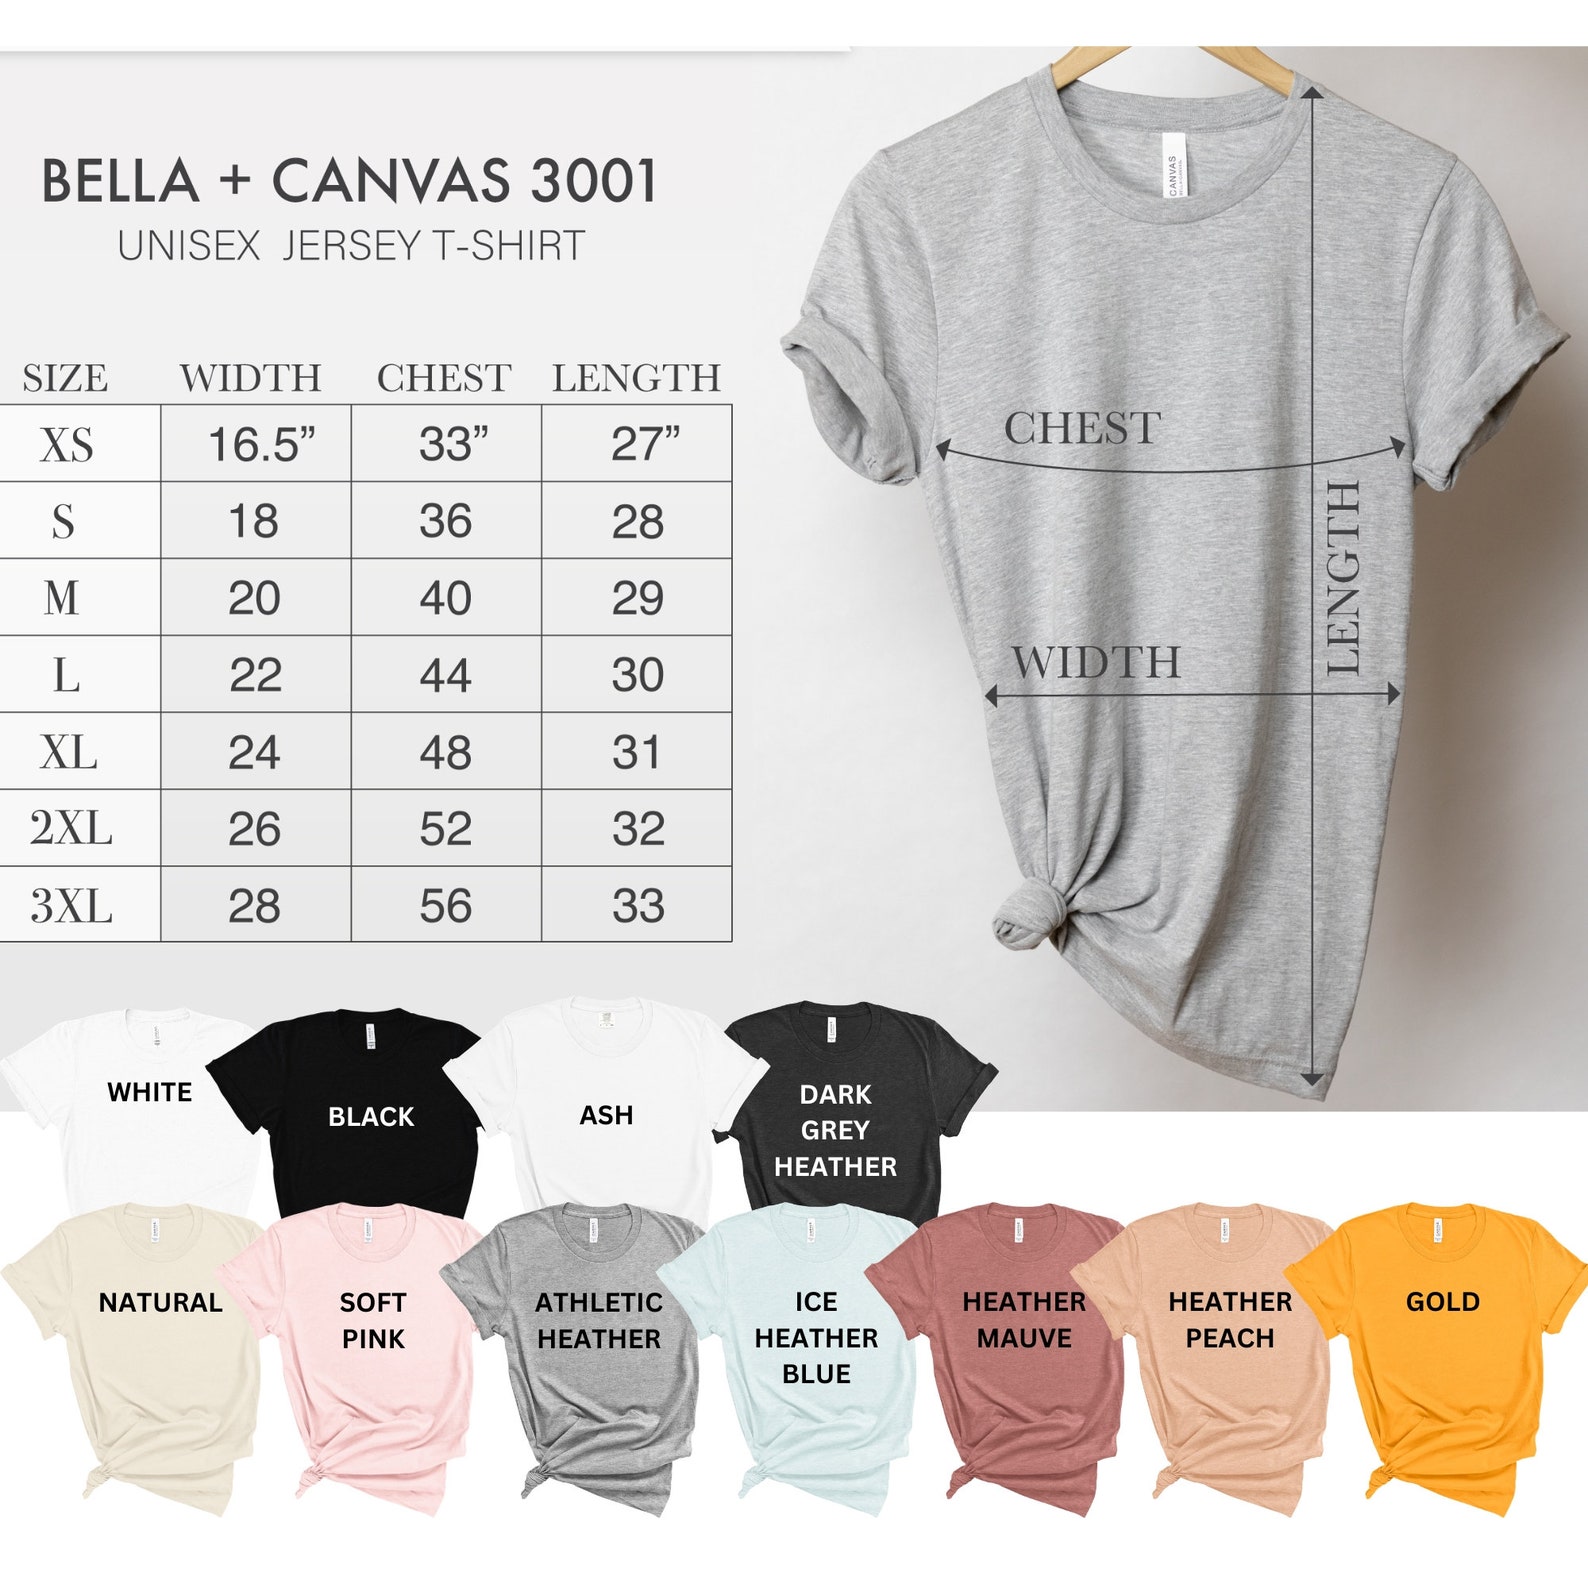 BELLA + CANVAS 3001
UNISEX JERSEY T-SHIRT
SIZE WIDTH CHEST LENGTH
XS 16.5” 33” 27”
S 18 36 28
M 20 40 29
L 22 44 30
XL 24 48 31
2XL 26 52 32
3XL 28 56 33
CANVAS
CHEST
LENGTH
WIDTH
WHITE
BLACK
ASH
DARK
GREY
HEATHER
NATURAL
SOFT
PINK
ATHLETIC
HEATHER
ICE
HEATHER
BLUE
HEATHER
MAUVE
HEATHER
PEACH
GOLD